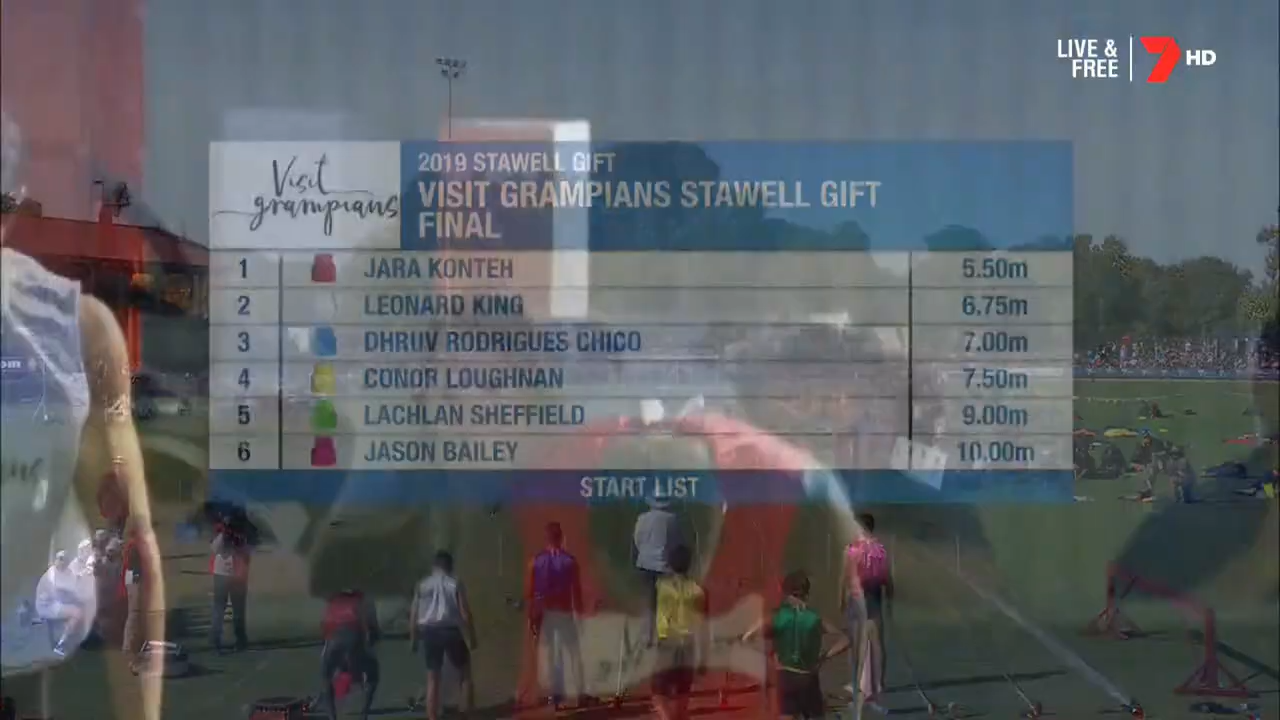 LIVE &
FREE
7 HD
Visit
grampians
2019 STAWELL GIFT
VISIT GRAMPIANS STAWELL GIFT
FINAL
1 JARA KONTEH 5.50m
2 LEONARD KING 6.75m
3 DHRUV RODRIGUES CHICO 7.00m
4 CONOR LOUGHNAN 7.50m
5 LACHLAN SHEFFIELD 9.00m
6 JASON BAILEY 10.00m
START LIST